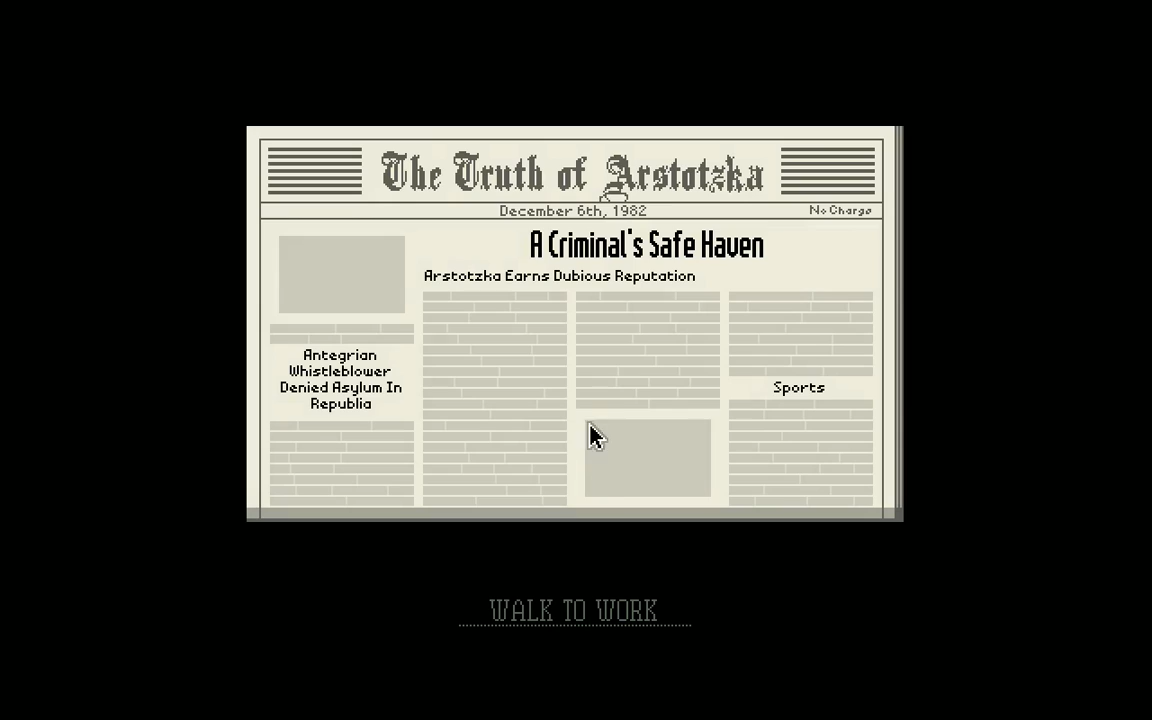 The Truth of Arstotzka
December 6th, 1982
No Charge
A Criminal's Safe Haven
Arstotzka Earns Dubious Reputation
Antegrian
Whistleblower
Denied Asylum In
Republia
Sports
WALK TO WORK